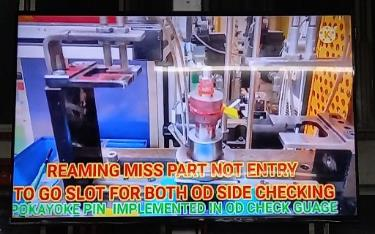 REAMING MISS PART NOT ENTRY
TO GO SLOT FOR BOTH OD SIDE CHECKING
POKAYOKE PIN IMPLEMENTED IN OD CHECK GUAGE